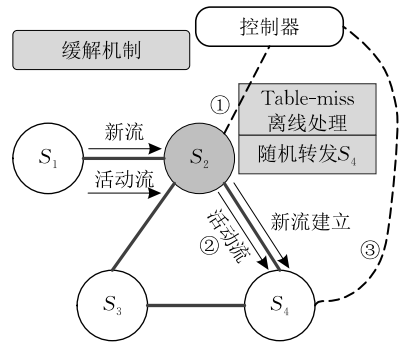 控制器
缓解机制
①
Table-miss
离线处理
随机转发S4
新流
S1
S2
活动流
活动流
新流建立
②
③
S3
S4